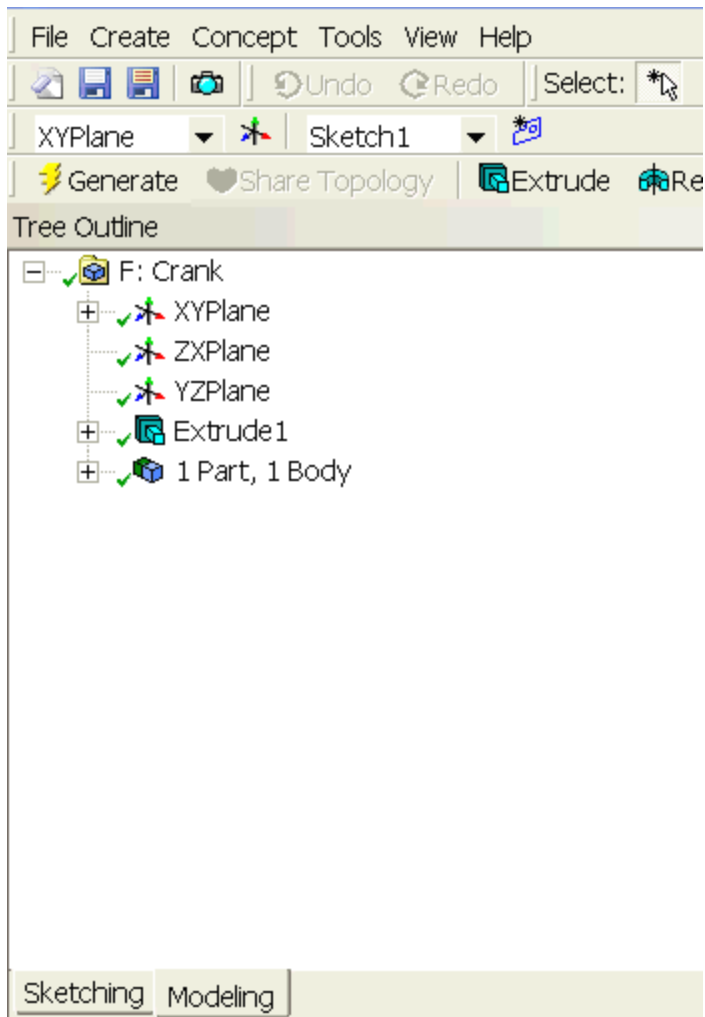 File Create Concept Tools View Help
Undo Redo Select:
XYPlane Sketch1
Generate Share Topology Extrude Re
Tree Outline
F: Crank
XYPlane
ZXPlane
YZPlane
Extrude1
1 Part, 1 Body
Sketching Modeling